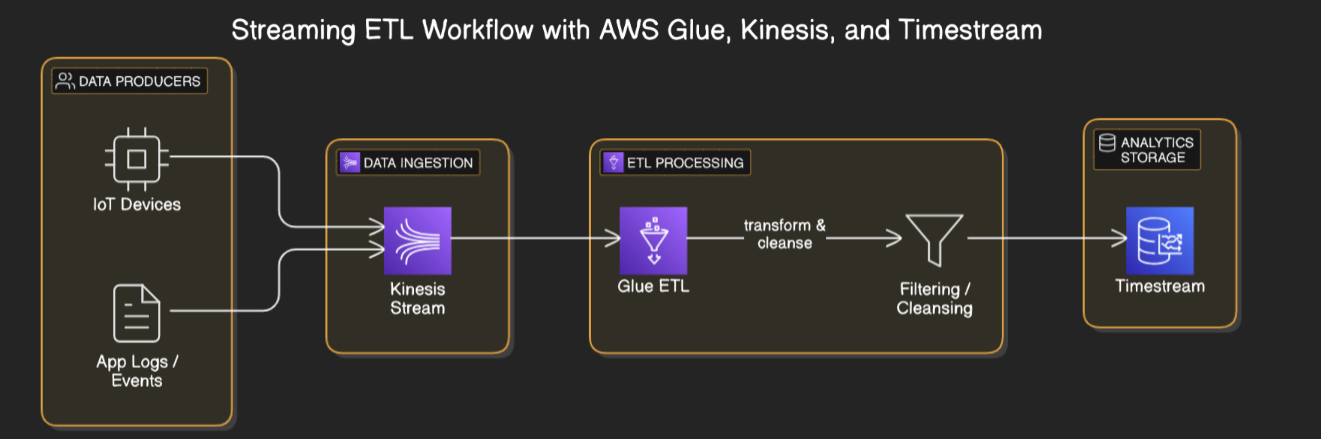 Streaming ETL Workflow with AWS Glue, Kinesis, and Timestream
DATA PRODUCERS
IoT Devices
App Logs /
Events
DATA INGESTION
Kinesis
Stream
ETL PROCESSING
Glue ETL
transform &
cleanse
Filtering /
Cleansing
ANALYTICS
STORAGE
Timestream